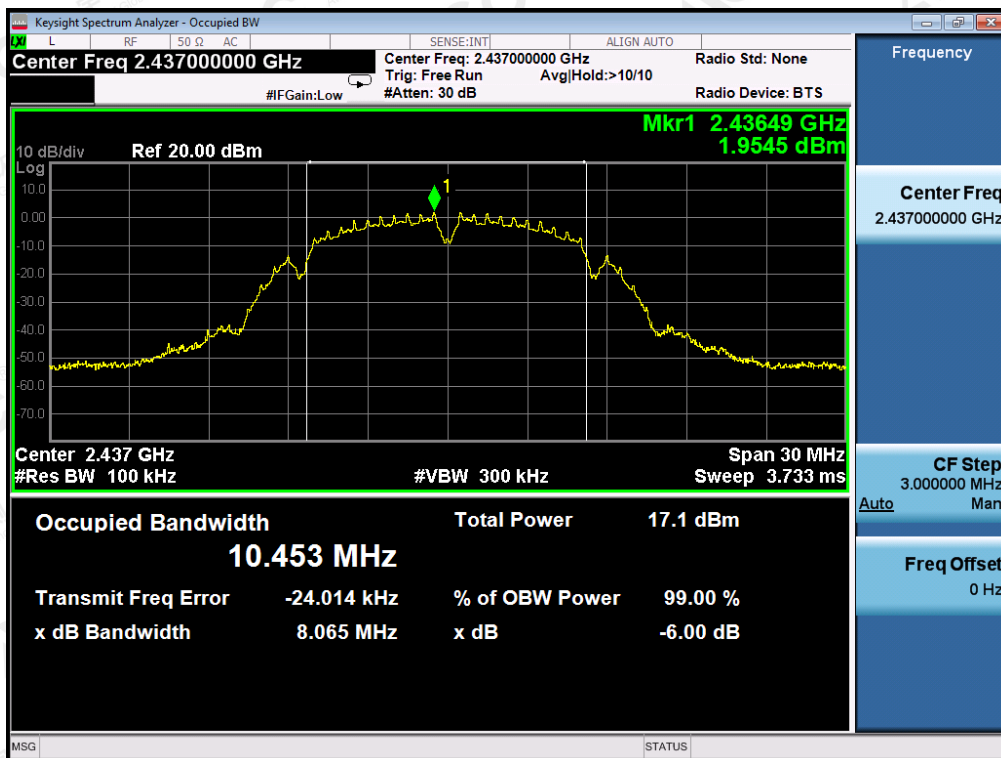 Keysight Spectrum Analyzer - Occupied BW
LXI L RF 50 Ω AC SENSE:INT ALIGN AUTO
Center Freq 2.437000000 GHz
#IFGain:Low
Center Freq: 2.437000000 GHz
Trig: Free Run Avg|Hold:>10/10
#Atten: 30 dB
Radio Std: None
Radio Device: BTS
Mkr1 2.43649 GHz
1.9545 dBm
10 dB/div Ref 20.00 dBm
Log
1
10.0
0.00
-10.0
-20.0
-30.0
-40.0
-50.0
-60.0
-70.0
Center 2.437 GHz Span 30 MHz
#Res BW 100 kHz #VBW 300 kHz Sweep 3.733 ms
Occupied Bandwidth Total Power 17.1 dBm
10.453 MHz
Transmit Freq Error -24.014 kHz % of OBW Power 99.00 %
x dB Bandwidth 8.065 MHz x dB -6.00 dB
Frequency
Center Freq
2.437000000 GHz
CF Step
3.000000 MHz
Auto Man
Freq Offset
0 Hz
MSG STATUS